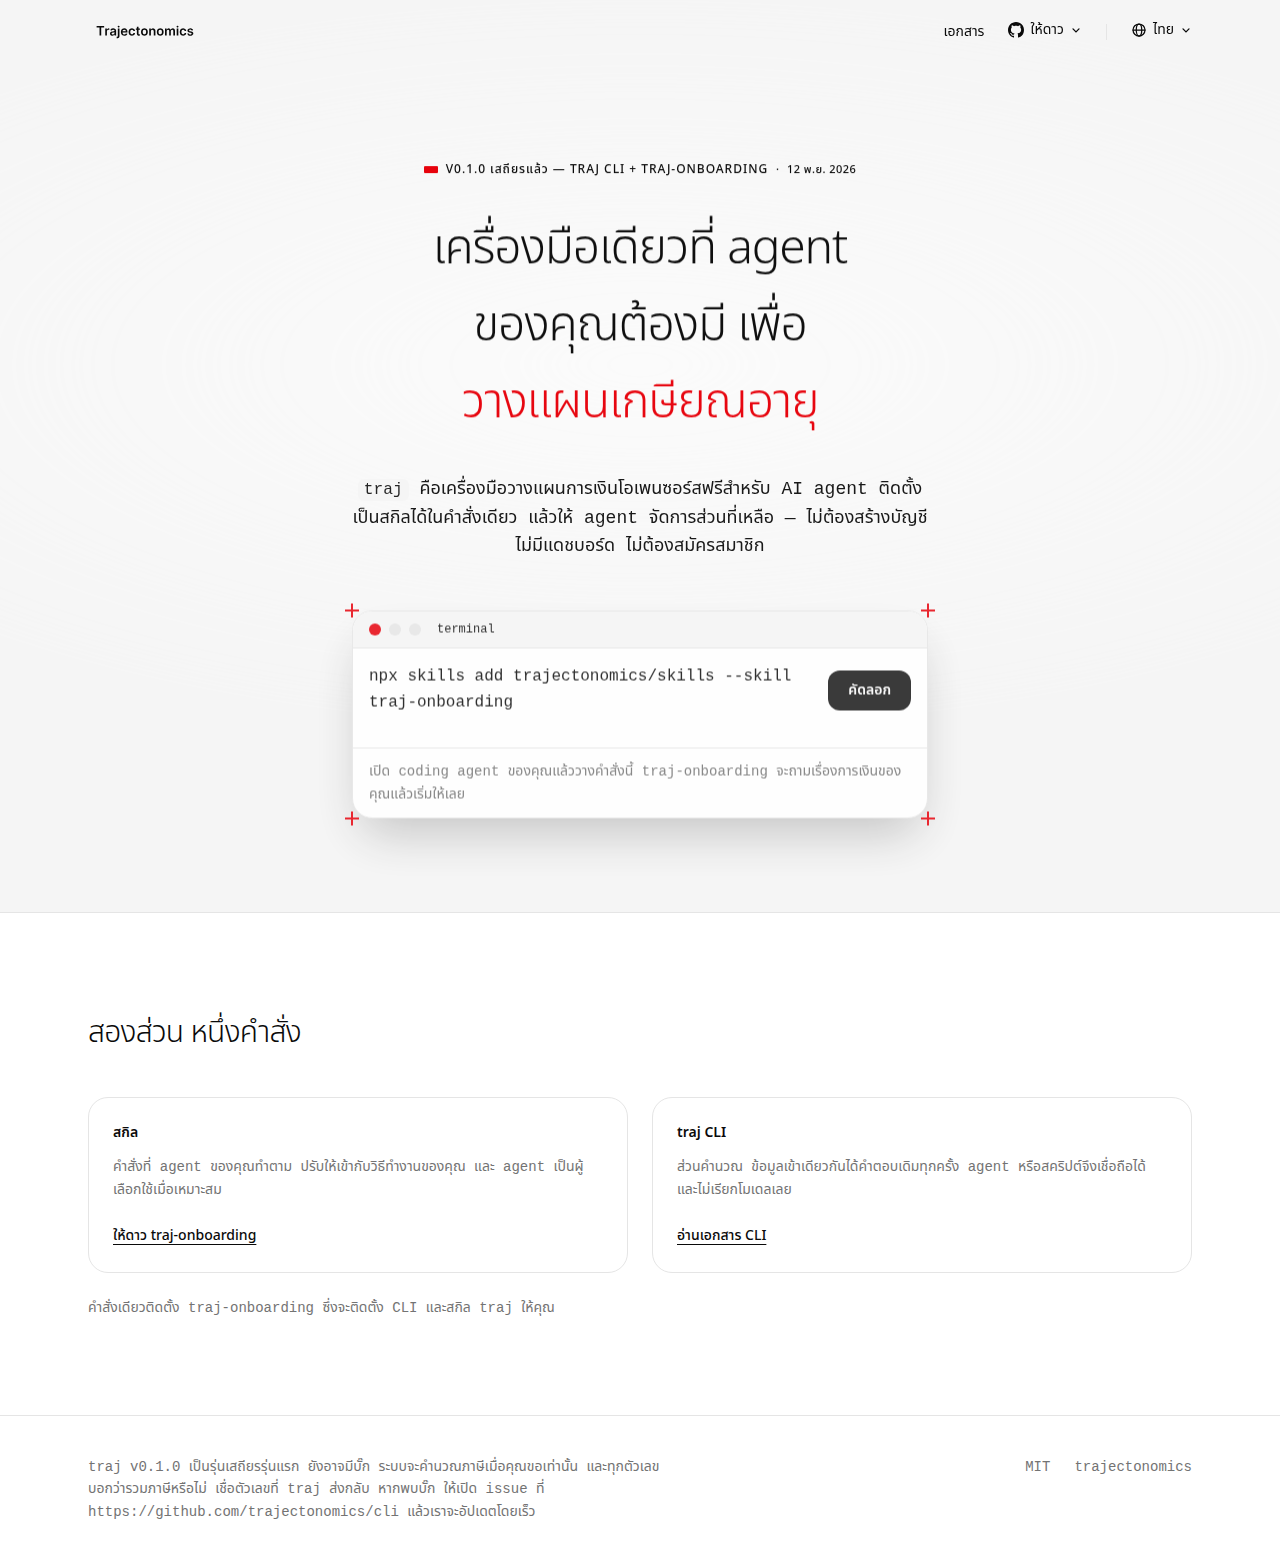 Trajectonomics
เอกสาร
ให้ดาว
ไทย
V0.1.0 เสถียรแล้ว — TRAJ CLI + TRAJ-ONBOARDING · 12 พ.ย. 2026
เครื่องมือเดียวที่ agent
ของคุณต้องมี เพื่อ
วางแผนเกษียณอายุ
traj คือเครื่องมือวางแผนการเงินโอเพนซอร์สฟรีสำหรับ AI agent ติดตั้ง
เป็นสกิลได้ในคำสั่งเดียว แล้วให้ agent จัดการส่วนที่เหลือ — ไม่ต้องสร้างบัญชี
ไม่มีแดชบอร์ด ไม่ต้องสมัครสมาชิก
terminal
npx skills add trajectonomics/skills --skill
traj-onboarding
คัดลอก
เปิด coding agent ของคุณแล้ววางคำสั่งนี้ traj-onboarding จะถามเรื่องการเงินของ
คุณแล้วเริ่มให้เลย
สองส่วน หนึ่งคำสั่ง
สกิล
คำสั่งที่ agent ของคุณทำตาม ปรับให้เข้ากับวิธีทำงานของคุณ และ agent เป็นผู้
เลือกใช้เมื่อเหมาะสม
ให้ดาว traj-onboarding
traj CLI
ส่วนคำนวณ ข้อมูลเข้าเดียวกันได้คำตอบเดิมทุกครั้ง agent หรือสคริปต์จึงเชื่อถือได้
และไม่เรียกโมเดลเลย
อ่านเอกสาร CLI
คำสั่งเดียวติดตั้ง traj-onboarding ซึ่งจะติดตั้ง CLI และสกิล traj ให้คุณ
traj v0.1.0 เป็นรุ่นเสถียรรุ่นแรก ยังอาจมีบั๊ก ระบบจะคำนวณภาษีเมื่อคุณขอเท่านั้น และทุกตัวเลข
บอกว่ารวมภาษีหรือไม่ เชื่อตัวเลขที่ traj ส่งกลับ หากพบบั๊ก ให้เปิด issue ที่
https://github.com/trajectonomics/cli แล้วเราจะอัปเดตโดยเร็ว
MIT trajectonomics